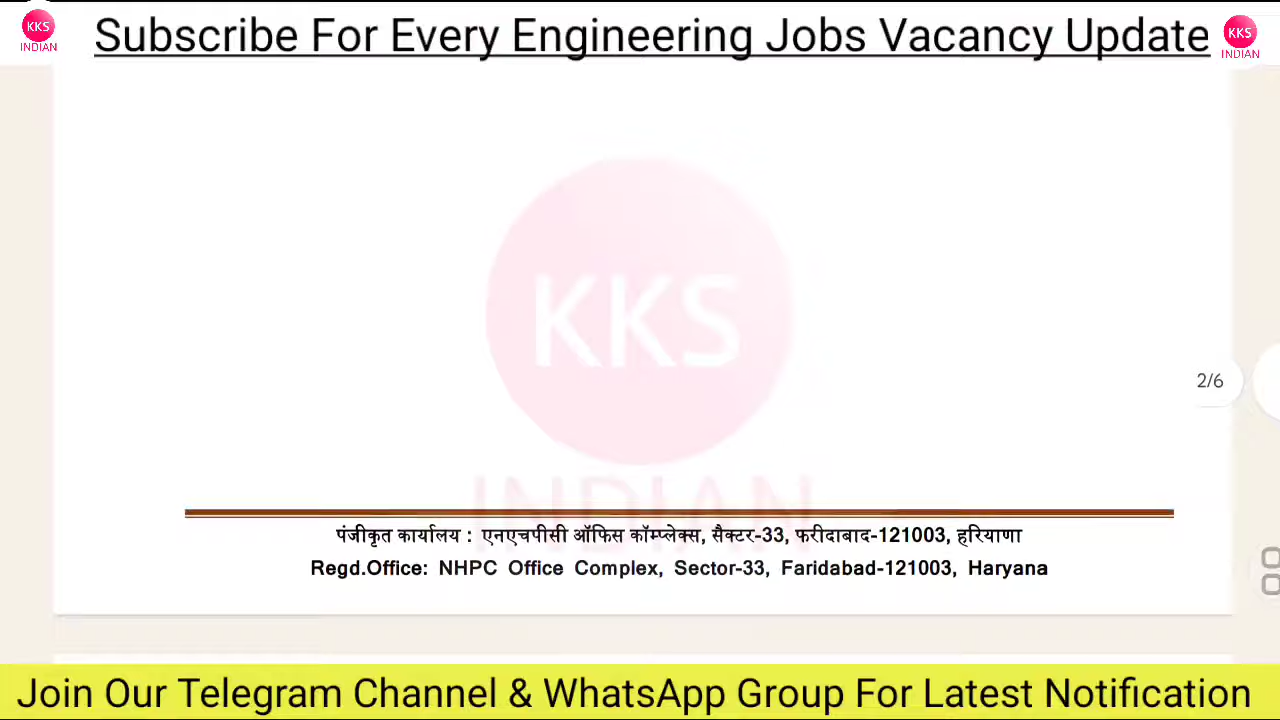 KKS
INDIAN
Subscribe For Every Engineering Jobs Vacancy Update
KKS
INDIAN
KKS
INDIAN
2/6
पंजीकृत कार्यालय : एनएचपीसी ऑफिस कॉम्प्लेक्स, सैक्टर-33, फरीदाबाद-121003, हरियाणा
Regd.Office: NHPC Office Complex, Sector-33, Faridabad-121003, Haryana
Join Our Telegram Channel & WhatsApp Group For Latest Notification